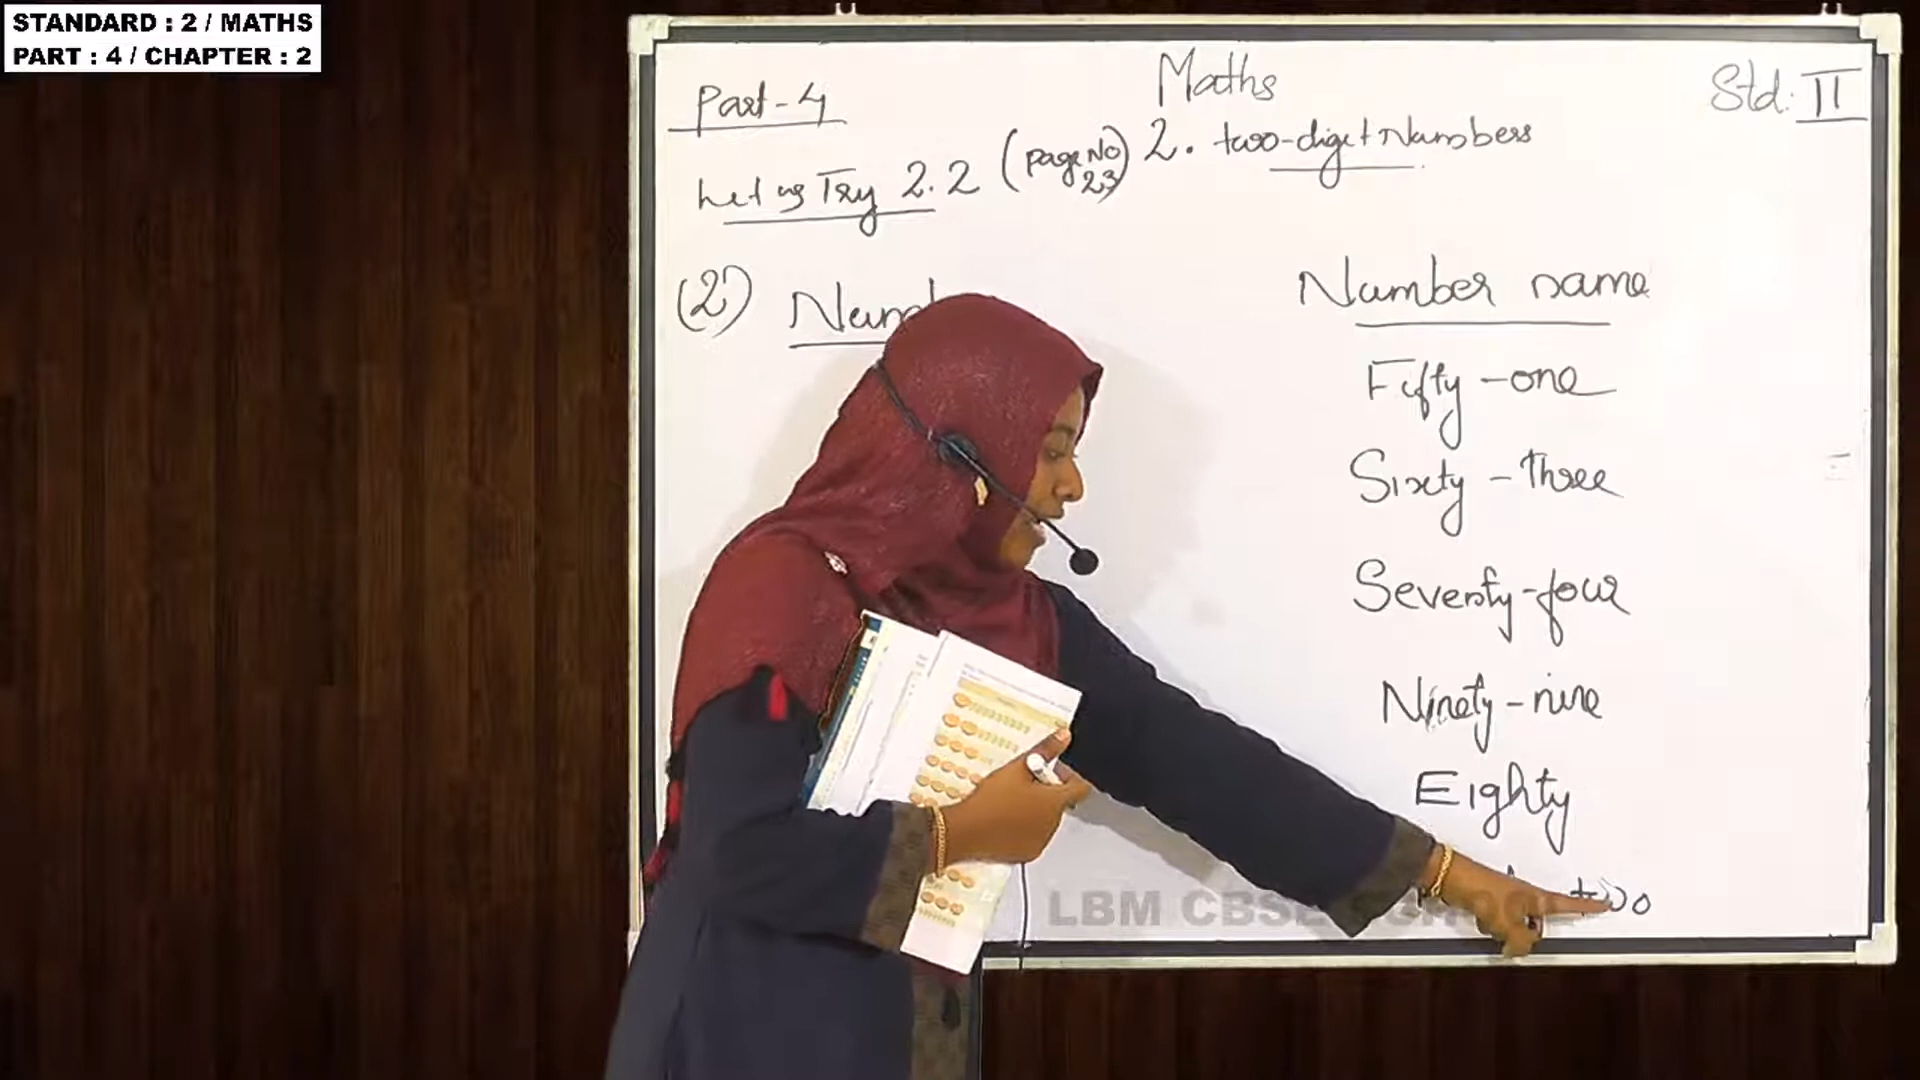 STANDARD : 2 / MATHS
PART : 4 / CHAPTER : 2
Maths
Std: II
Part - 4
2. two-digit Numbers
Let us Try 2.2 (page No 23)
(2)
Number name
Fifty - one
Sixty - Three
Seventy - four
Ninety - nine
Eighty
two
LBM CBSE SCHOOL